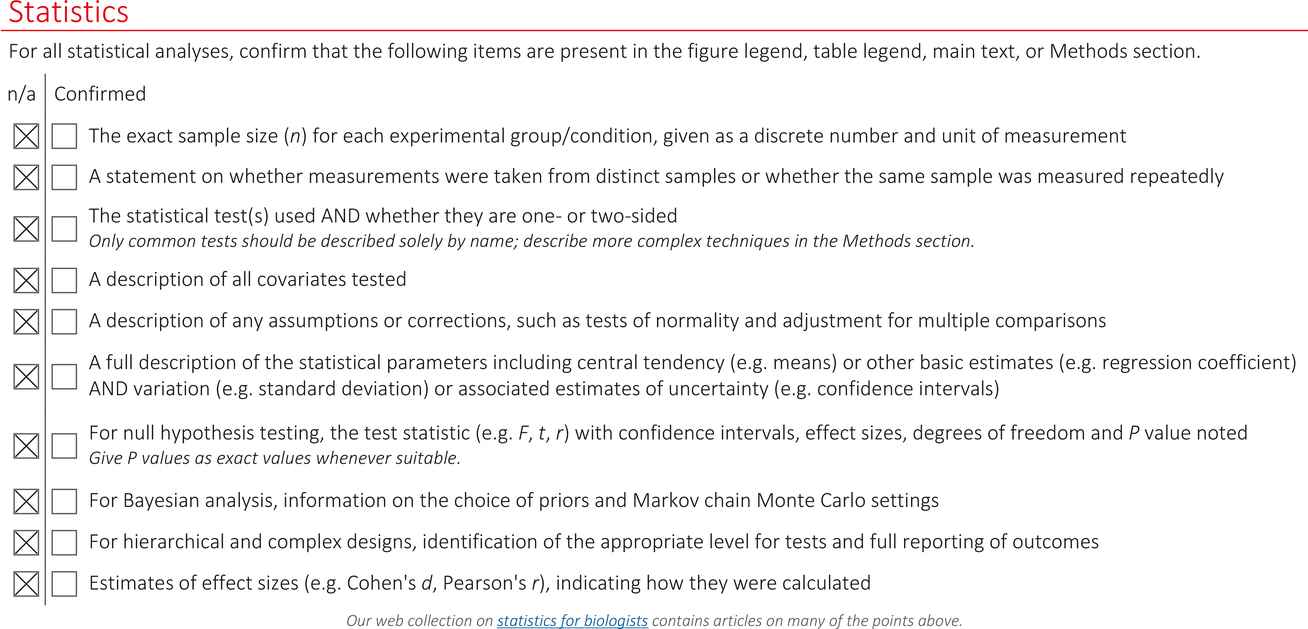 Statistics
For all statistical analyses, confirm that the following items are present in the figure legend, table legend, main text, or Methods section.
n/a Confirmed
The exact sample size (n) for each experimental group/condition, given as a discrete number and unit of measurement
A statement on whether measurements were taken from distinct samples or whether the same sample was measured repeatedly
The statistical test(s) used AND whether they are one- or two-sided
Only common tests should be described solely by name; describe more complex techniques in the Methods section.
A description of all covariates tested
A description of any assumptions or corrections, such as tests of normality and adjustment for multiple comparisons
A full description of the statistical parameters including central tendency (e.g. means) or other basic estimates (e.g. regression coefficient)
AND variation (e.g. standard deviation) or associated estimates of uncertainty (e.g. confidence intervals)
For null hypothesis testing, the test statistic (e.g. F, t, r) with confidence intervals, effect sizes, degrees of freedom and P value noted
Give P values as exact values whenever suitable.
For Bayesian analysis, information on the choice of priors and Markov chain Monte Carlo settings
For hierarchical and complex designs, identification of the appropriate level for tests and full reporting of outcomes
Estimates of effect sizes (e.g. Cohen's d, Pearson's r), indicating how they were calculated
Our web collection on statistics for biologists contains articles on many of the points above.